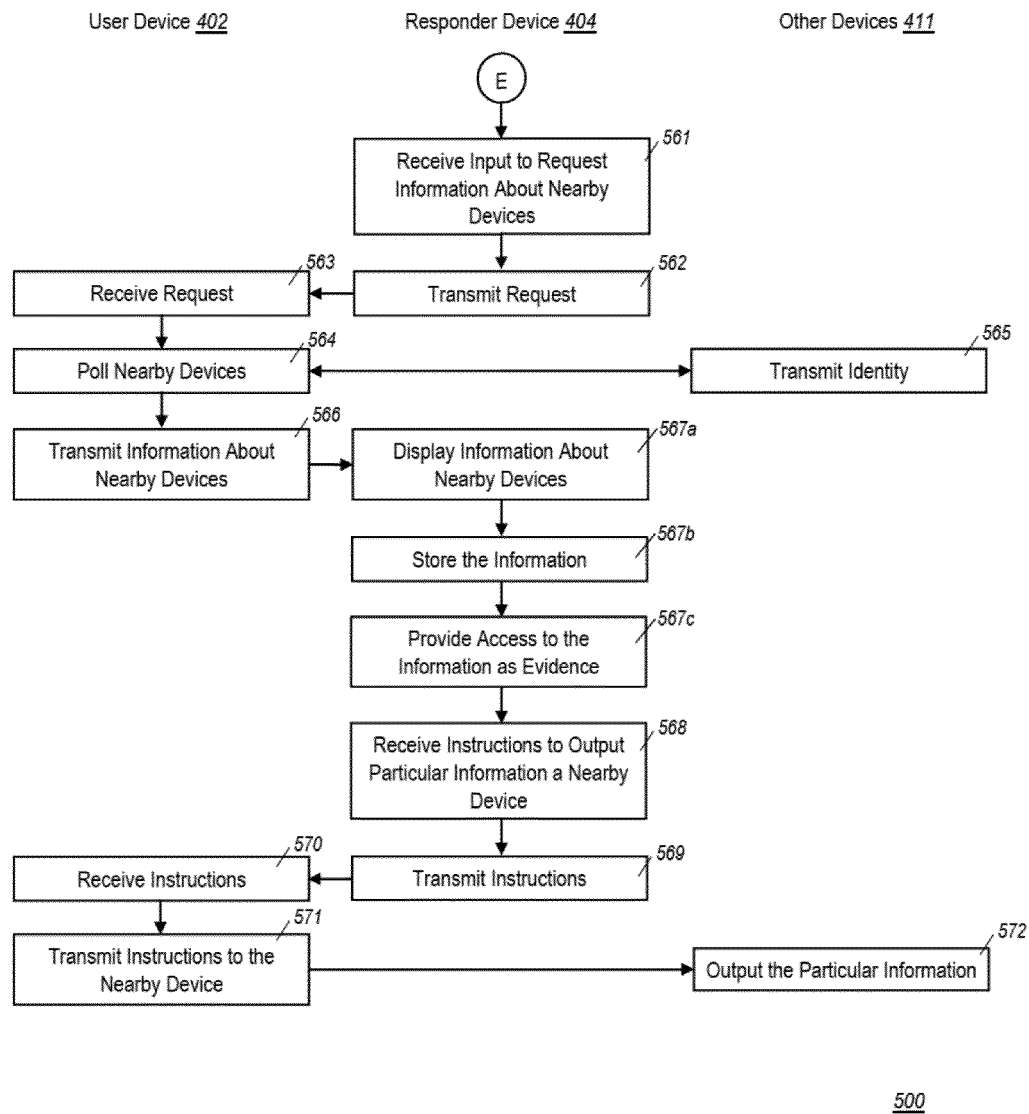 User Device 402
Responder Device 404
Other Devices 411
E
561
Receive Input to Request
Information About Nearby
Devices
563
Receive Request
562
Transmit Request
564
Poll Nearby Devices
565
Transmit Identity
566
Transmit Information About
Nearby Devices
567a
Display Information About
Nearby Devices
567b
Store the Information
567c
Provide Access to the
Information as Evidence
568
Receive Instructions to Output
Particular Information a Nearby
Device
570
Receive Instructions
569
Transmit Instructions
571
Transmit Instructions to the
Nearby Device
572
Output the Particular Information
500